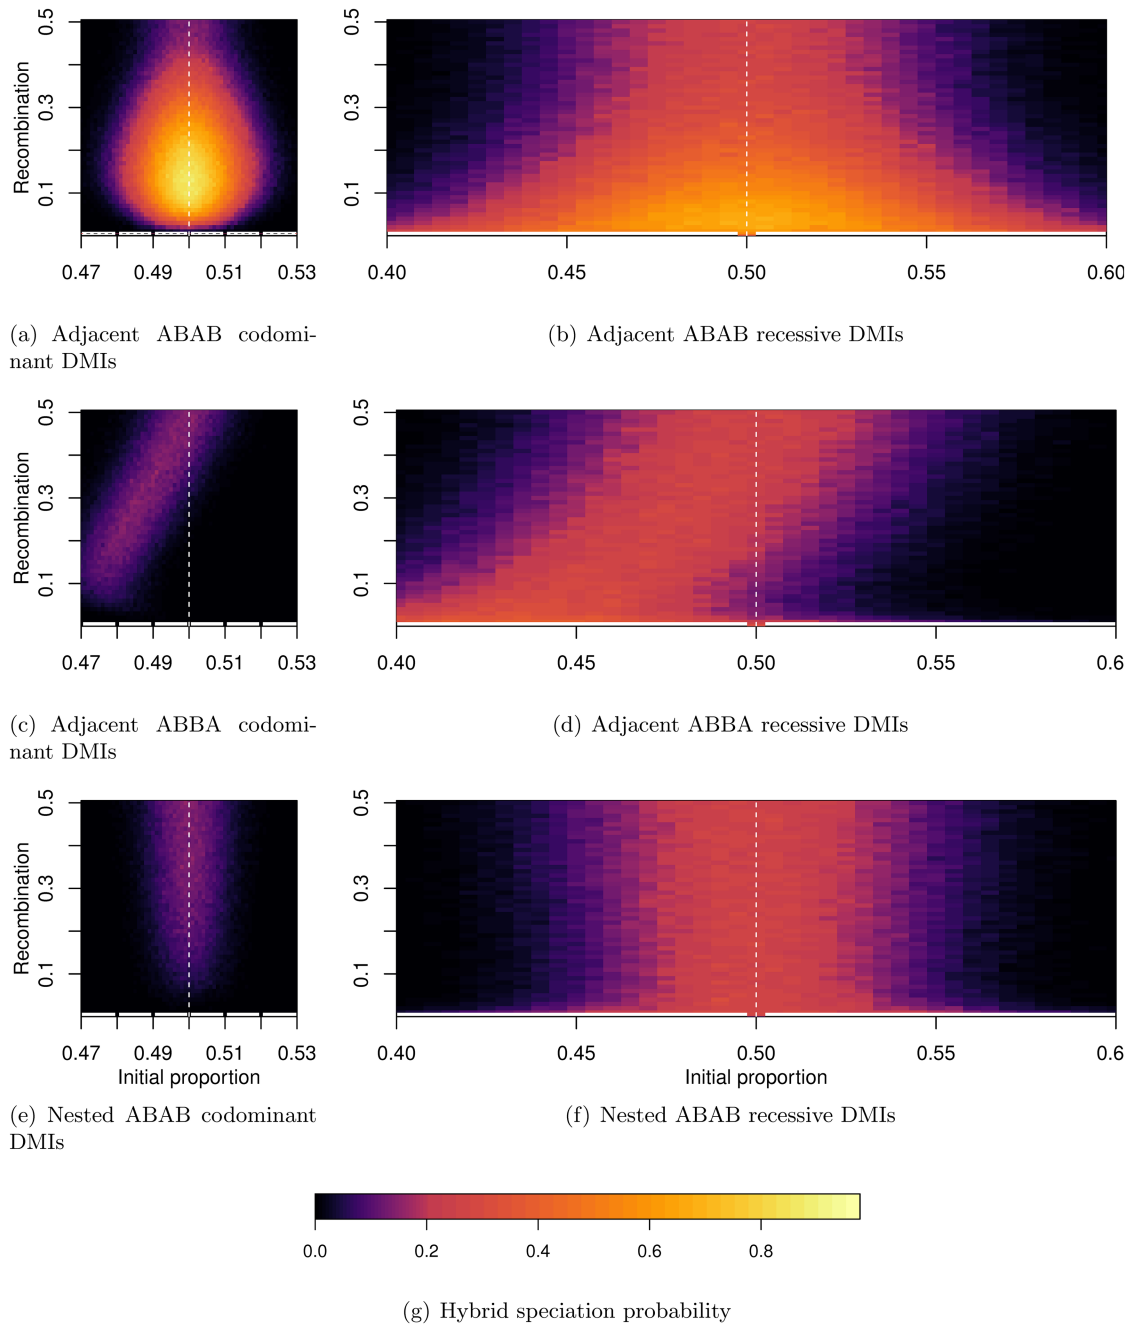 Recombination
0.1 0.3 0.5
0.47 0.49 0.51 0.53
0.1 0.3 0.5
0.40 0.45 0.50 0.55 0.60
(a) Adjacent ABAB codomi-
nant DMIs
(b) Adjacent ABAB recessive DMIs
Recombination
0.1 0.3 0.5
0.47 0.49 0.51 0.53
0.1 0.3 0.5
0.40 0.45 0.50 0.55 0.6
(c) Adjacent ABBA codomi-
nant DMIs
(d) Adjacent ABBA recessive DMIs
Recombination
0.1 0.3 0.5
0.47 0.49 0.51 0.53
Initial proportion
0.1 0.3 0.5
0.40 0.45 0.50 0.55 0.6
Initial proportion
(e) Nested ABAB codominant
DMIs
(f) Nested ABAB recessive DMIs
0.0 0.2 0.4 0.6 0.8
(g) Hybrid speciation probability